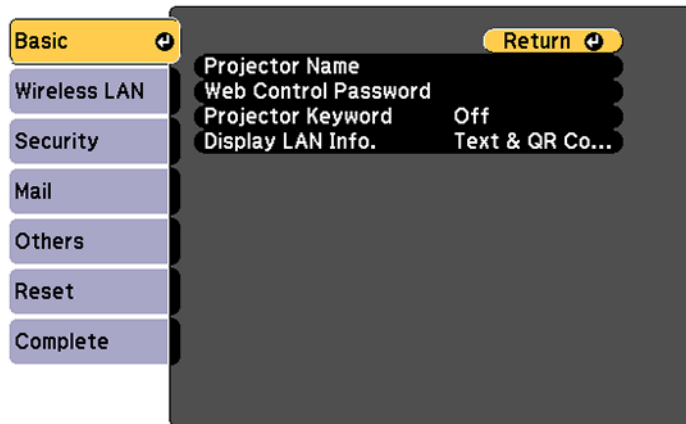 Basic
Wireless LAN
Security
Mail
Others
Reset
Complete
Return
Projector Name
Web Control Password
Projector Keyword Off
Display LAN Info. Text & QR Co...